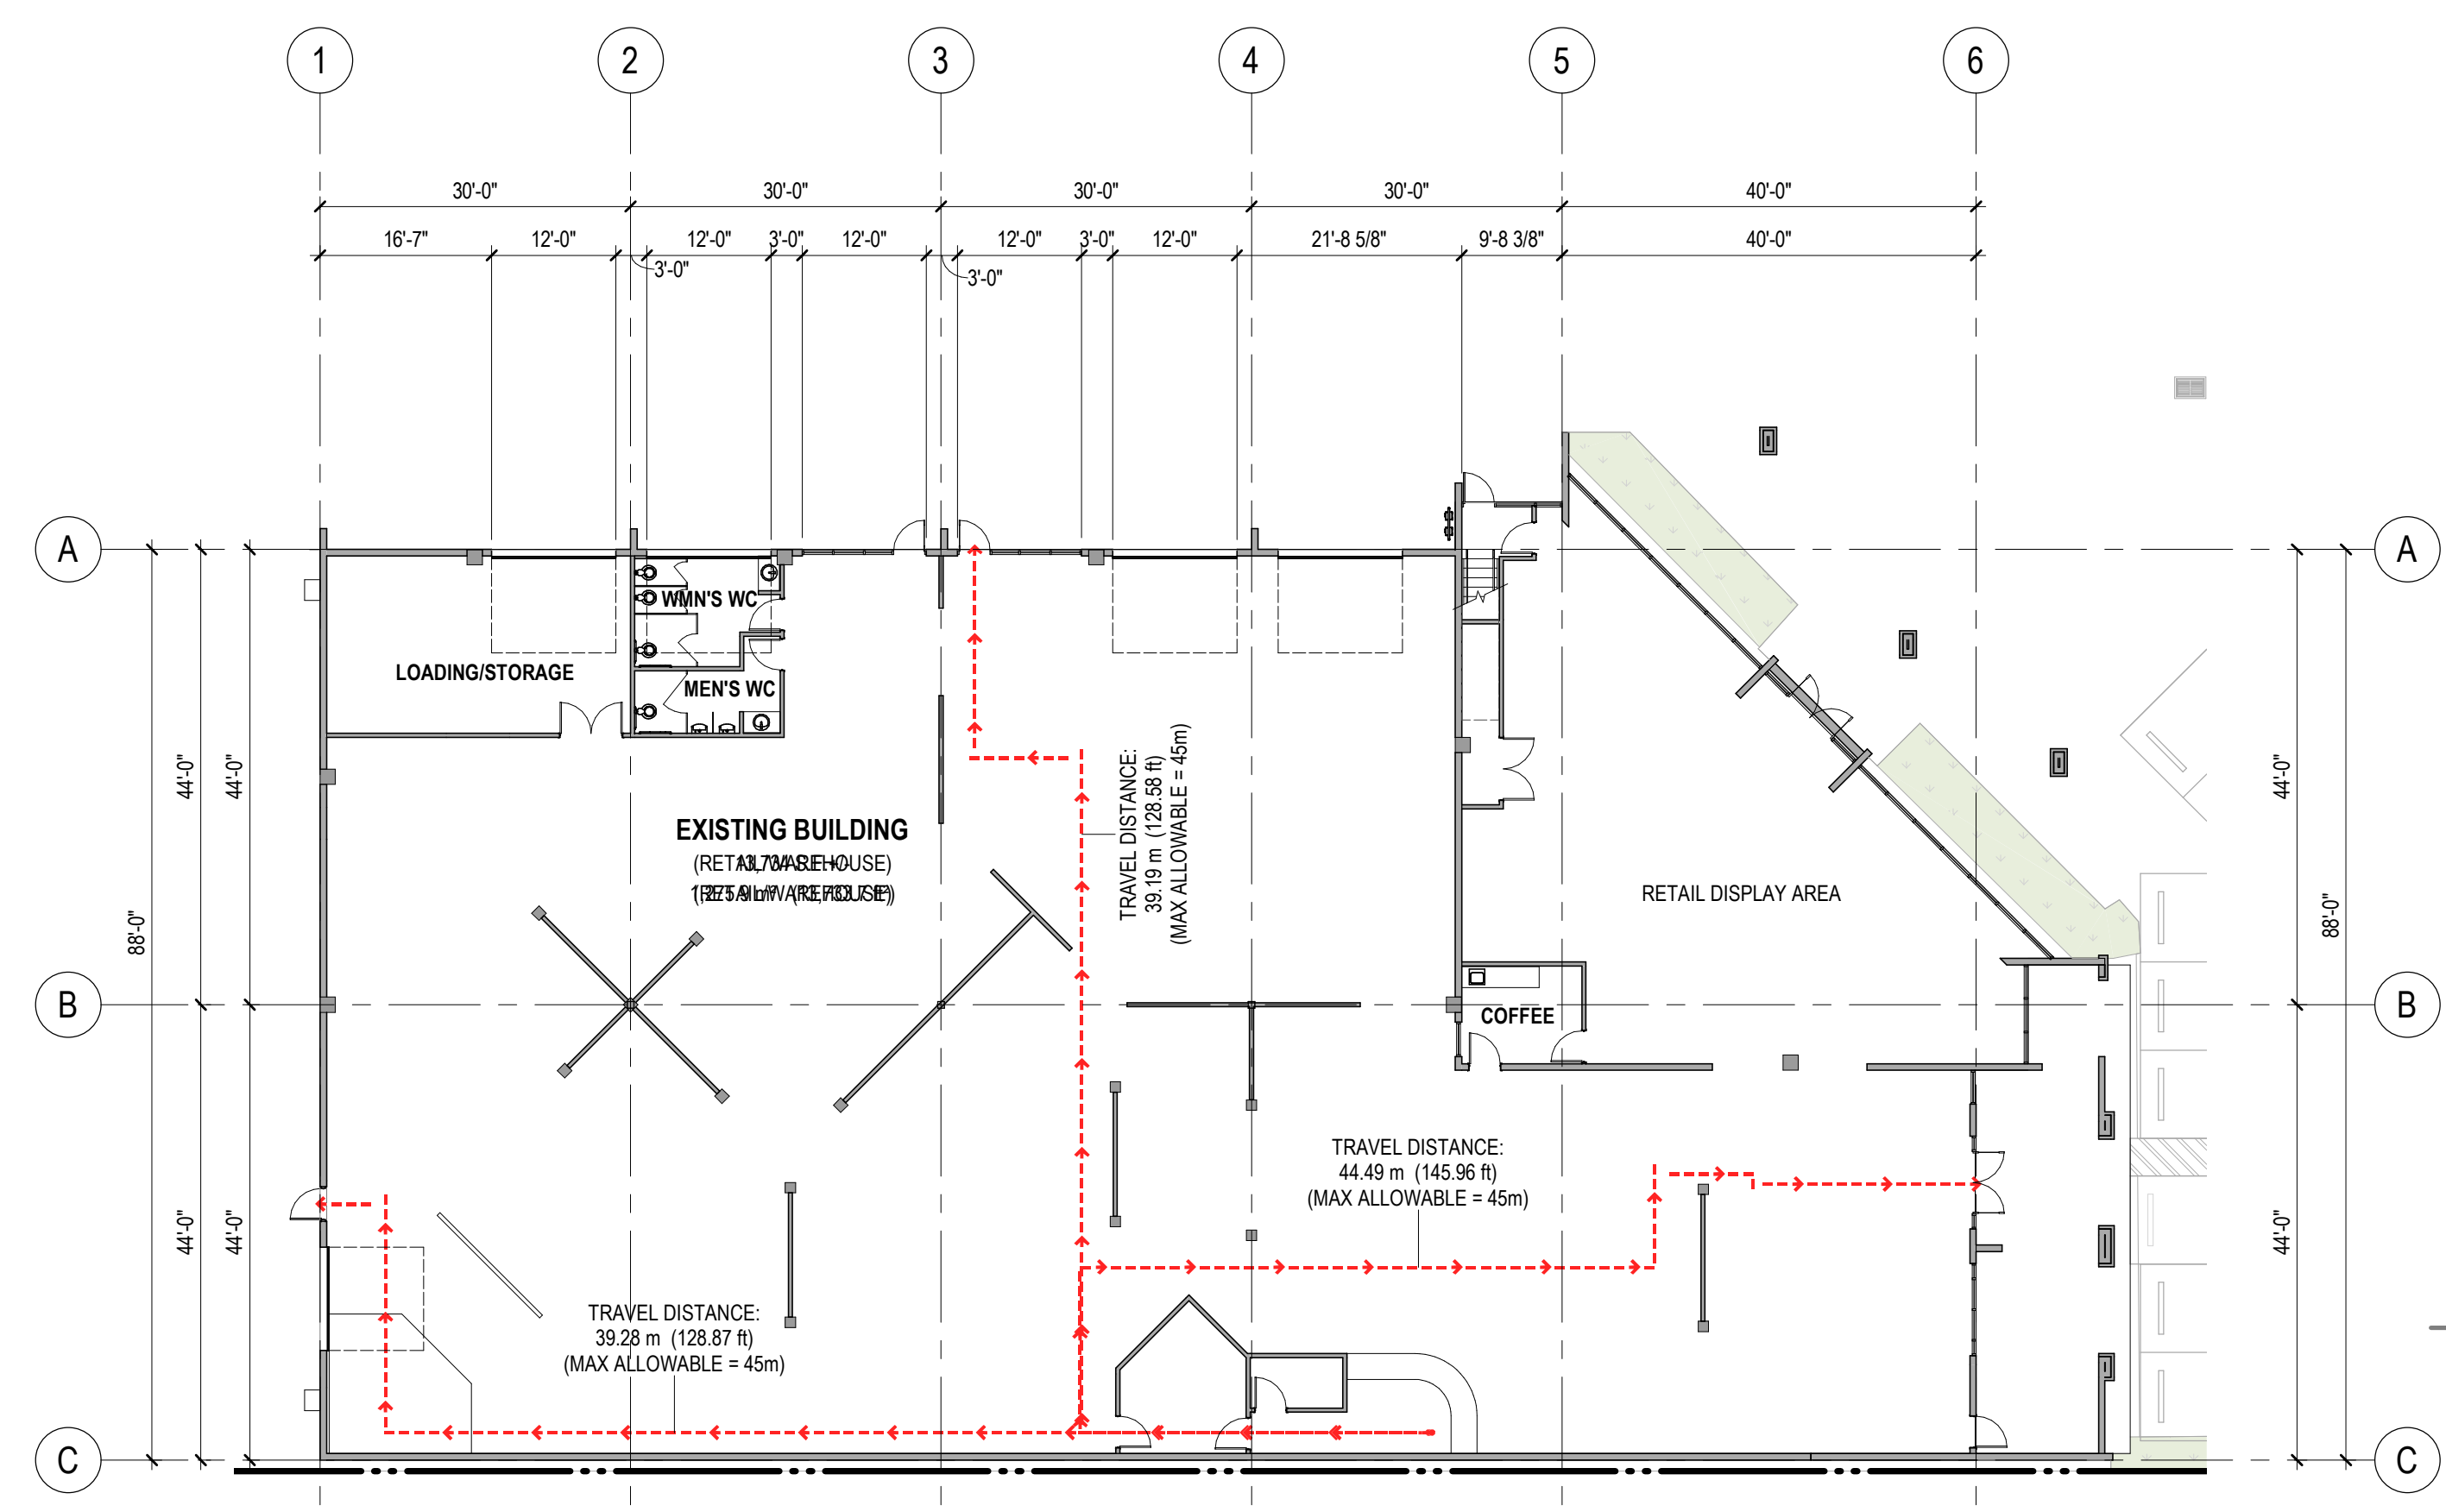 1 2 3 4 5 6
30'-0" 30'-0" 30'-0" 30'-0" 40'-0"
16'-7" 12'-0" 12'-0" 3'-0" 12'-0" 12'-0" 3'-0" 12'-0" 21'-8 5/8" 9'-8 3/8" 40'-0"
3'-0" 3'-0"
A A
WMN'S WC
LOADING/STORAGE
MEN'S WC
44'-0" 44'-0" 44'-0"
88'-0" 88'-0"
TRAVEL DISTANCE:
39.19 m (128.58 ft)
(MAX ALLOWABLE = 45m)
EXISTING BUILDING
(RETAIL/WAREHOUSE)
(RETAIL/WAREHOUSE)
RETAIL DISPLAY AREA
B B
COFFEE
TRAVEL DISTANCE:
44.49 m (145.96 ft)
(MAX ALLOWABLE = 45m)
44'-0" 44'-0" 44'-0"
TRAVEL DISTANCE:
39.28 m (128.87 ft)
(MAX ALLOWABLE = 45m)
C C